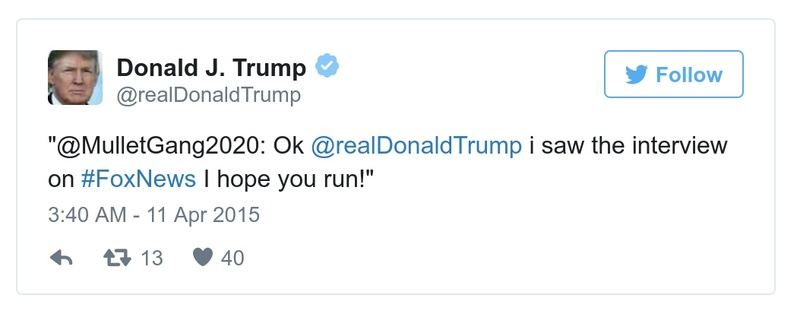 Donald J. Trump
@realDonaldTrump
Follow
"@MulletGang2020: Ok @realDonaldTrump i saw the interview
on #FoxNews I hope you run!"
3:40 AM - 11 Apr 2015
13 40